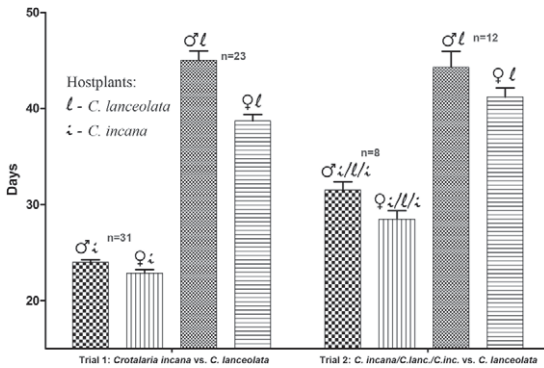 50
40
30
20
Days
Hostplants:
ℓ - C. lanceolata
i - C. incana
♂i n=31
♀i
♂ℓ n=23
♀ℓ
n=8
♂i/ℓ/i
♀i/ℓ/i
♂ℓ n=12
♀ℓ
Trial 1: Crotalaria incana vs. C. lanceolata
Trial 2: C. incana/C.lanc./C.inc. vs. C. lanceolata